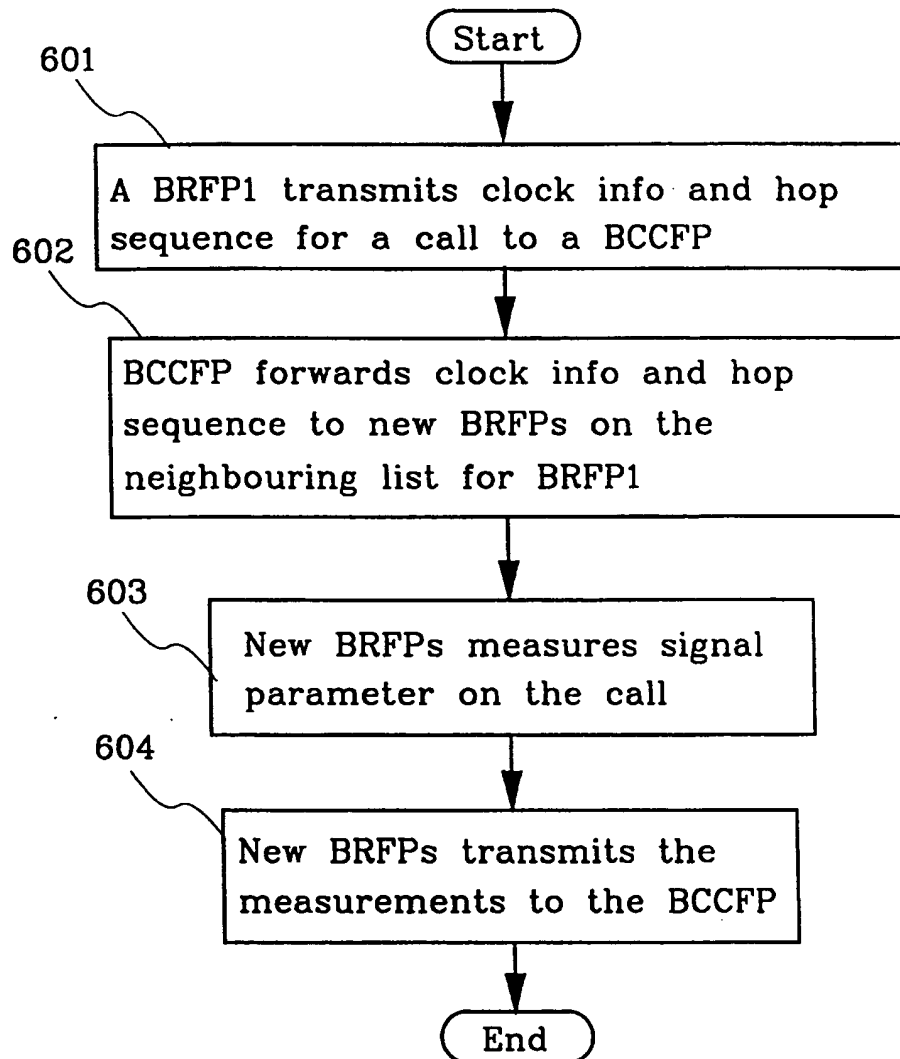 Start
601
A BRFP1 transmits clock info and hop
sequence for a call to a BCCFP
602
BCCFP forwards clock info and hop
sequence to new BRFPs on the
neighbouring list for BRFP1
603
New BRFPs measures signal
parameter on the call
604
New BRFPs transmits the
measurements to the BCCFP
End